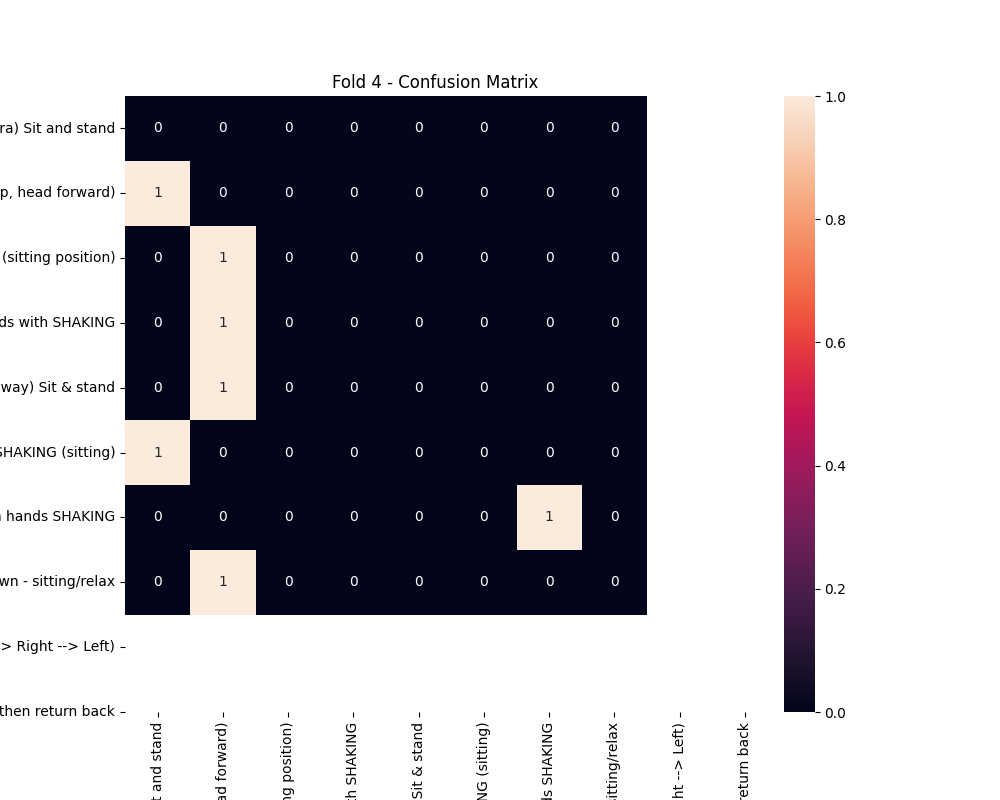 Fold 4 - Confusion Matrix
ra) Sit and stand
0 0 0 0 0 0 0 0
p, head forward)
1 0 0 0 0 0 0 0
(sitting position)
0 1 0 0 0 0 0 0
ds with SHAKING
0 1 0 0 0 0 0 0
way) Sit & stand
0 1 0 0 0 0 0 0
SHAKING (sitting)
1 0 0 0 0 0 0 0
hands SHAKING
0 0 0 0 0 0 1 0
wn - sitting/relax
0 1 0 0 0 0 0 0
> Right --> Left)
then return back
t and stand
ad forward)
ng position)
th SHAKING
Sit & stand
NG (sitting)
ds SHAKING
sitting/relax
ht --> Left)
return back
1.0
0.8
0.6
0.4
0.2
0.0